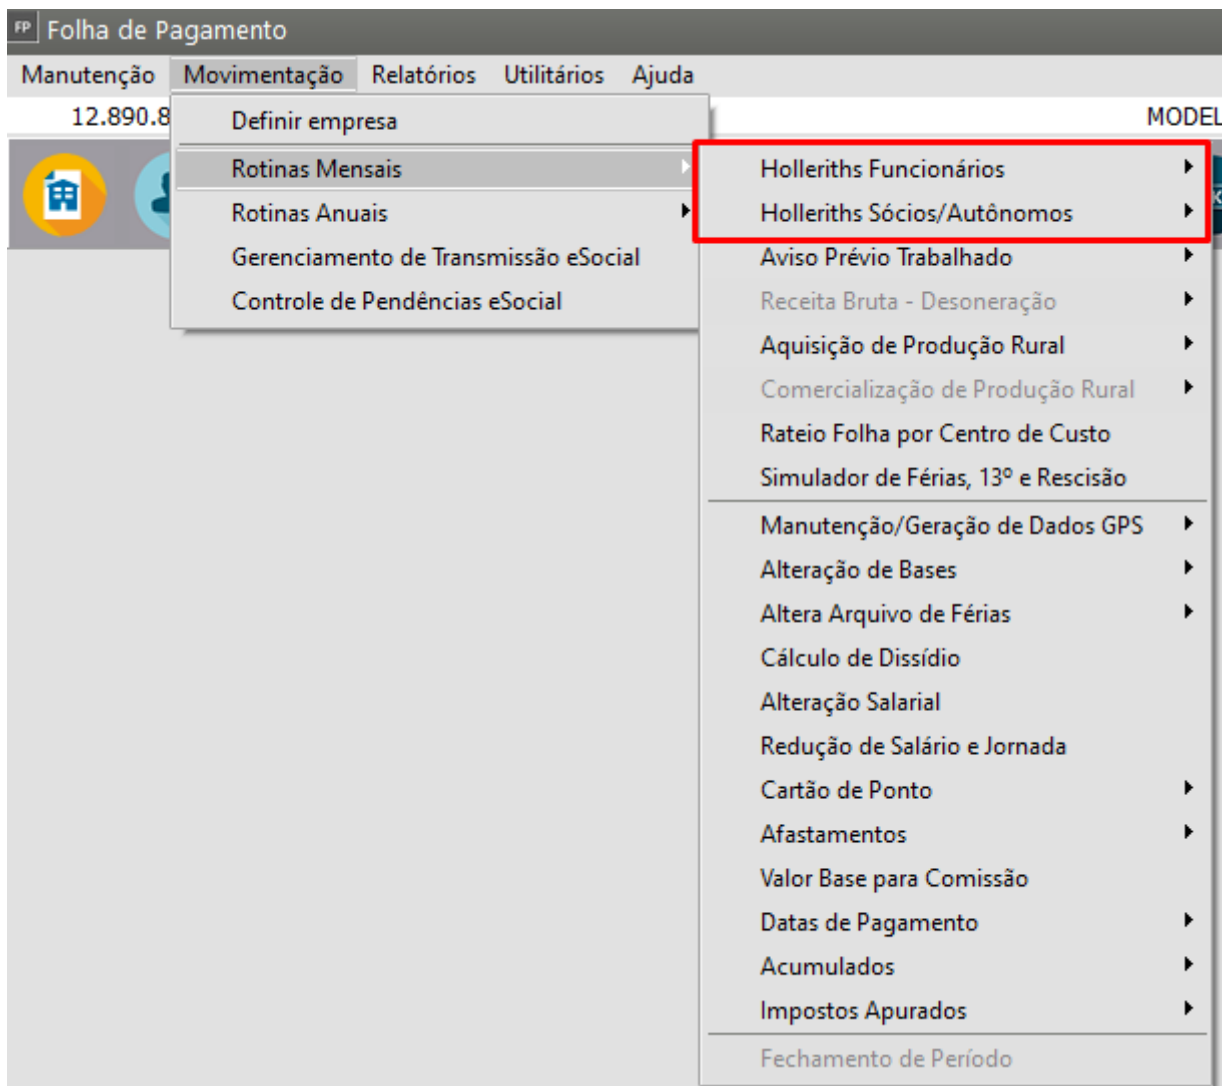 FP Folha de Pagamento
Manutenção Movimentação Relatórios Utilitários Ajuda
12.890.8 MODEL
Definir empresa
Rotinas Mensais
Rotinas Anuais
Gerenciamento de Transmissão eSocial
Controle de Pendências eSocial
Holleriths Funcionários
Holleriths Sócios/Autônomos
Aviso Prévio Trabalhado
Receita Bruta - Desoneração
Aquisição de Produção Rural
Comercialização de Produção Rural
Rateio Folha por Centro de Custo
Simulador de Férias, 13º e Rescisão
Manutenção/Geração de Dados GPS
Alteração de Bases
Altera Arquivo de Férias
Cálculo de Dissídio
Alteração Salarial
Redução de Salário e Jornada
Cartão de Ponto
Afastamentos
Valor Base para Comissão
Datas de Pagamento
Acumulados
Impostos Apurados
Fechamento de Período